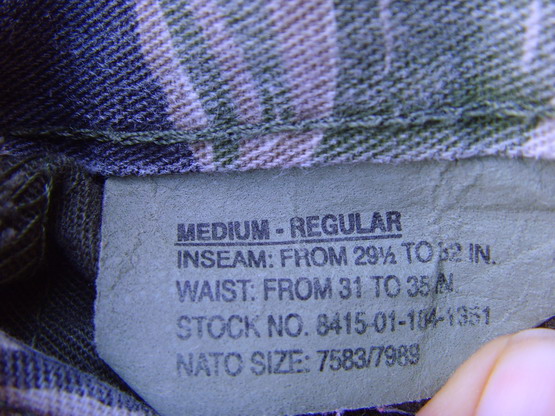 MEDIUM - REGULAR
INSEAM: FROM 29½ TO 32 IN.
WAIST: FROM 31 TO 35 IN.
STOCK NO. 8415-01-184-1351
NATO SIZE: 7583/7989